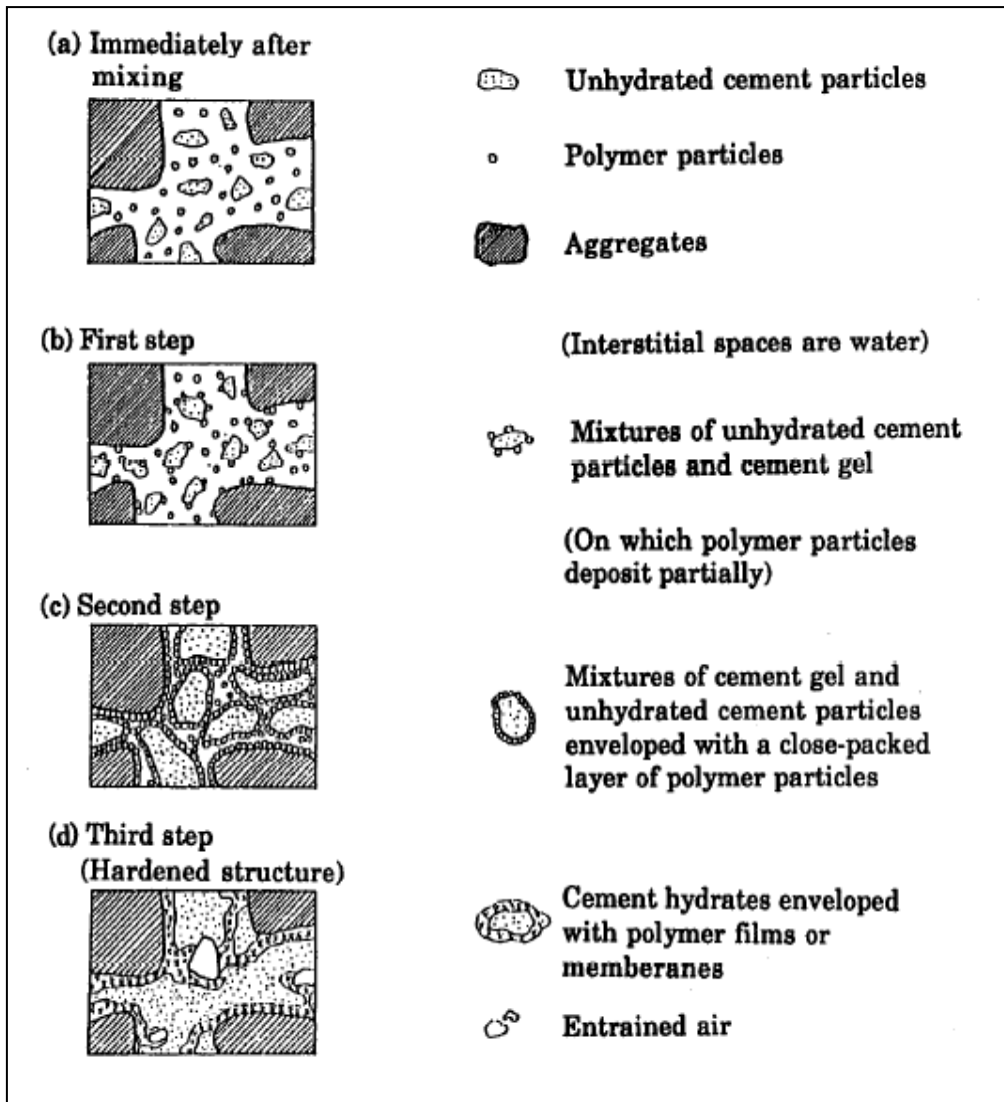 (a) Immediately after
mixing
Unhydrated cement particles
Polymer particles
Aggregates
(b) First step
(Interstitial spaces are water)
Mixtures of unhydrated cement
particles and cement gel
(On which polymer particles
deposit partially)
(c) Second step
Mixtures of cement gel and
unhydrated cement particles
enveloped with a close-packed
layer of polymer particles
(d) Third step
(Hardened structure)
Cement hydrates enveloped
with polymer films or
memberanes
Entrained air